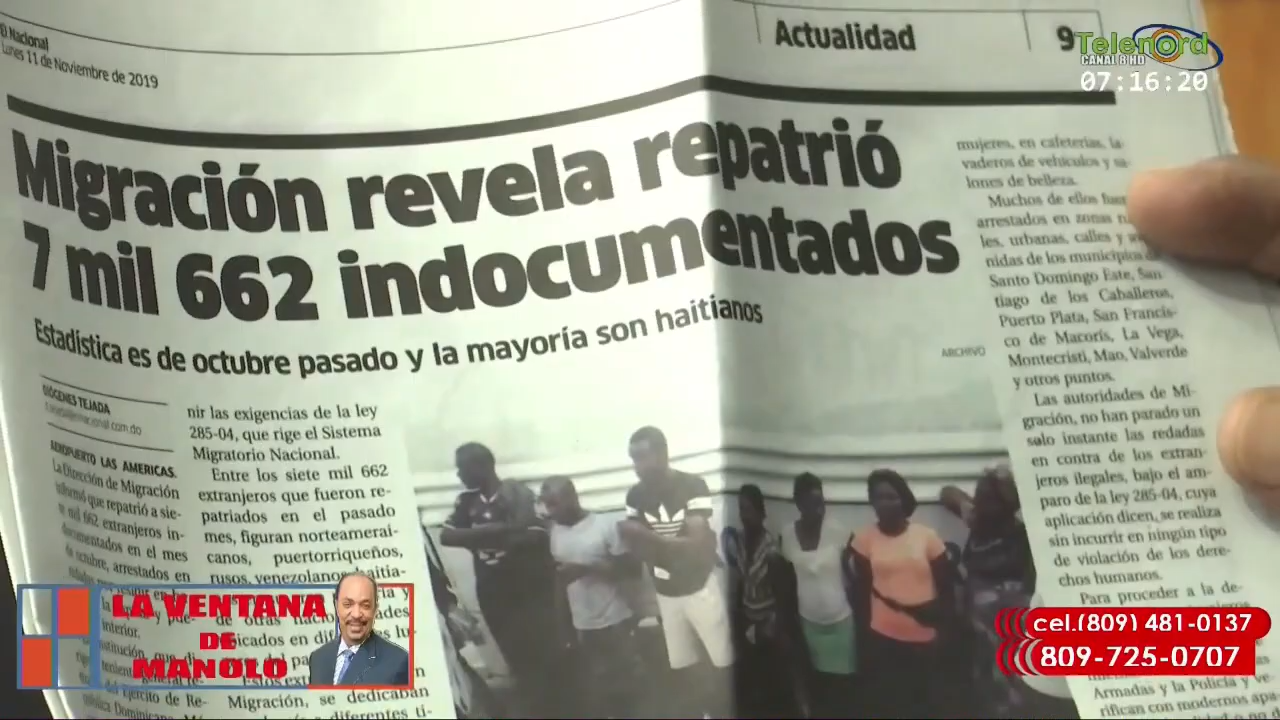 El Nacional
Lunes 11 de Noviembre de 2019
Actualidad
9
Telenord
CANAL 8 HD
07:16:20
Migración revela repatrió
7 mil 662 indocumentados
Estadística es de octubre pasado y la mayoría son haitianos
DIÓGENES TEJADA
AEROPUERTO LAS AMERICAS.
La Dirección de Migración
informó que repatrió a sie-
te mil 662 extranjeros in-
documentados en el mes
de octubre, arrestados en
interior.
del Ejército de Re-
nir las exigencias de la ley
285-04, que rige el Sistema
Migratorio Nacional.
Entre los siete mil 662
extranjeros que fueron re-
patriados en el pasado
mes, figuran norteamerai-
canos, puertorriqueños,
rusos, venezolanos
de otras
Migración, se dedicaban
a diferentes ti-
ARCHIVO
mujeres, en cafeterias, la-
vaderos de vehículos y sa-
lones de belleza.
Muchos de ellos
arrestados en zonas
les, urbanas, calles y
nidas de los municipios
Santo Domingo Este, San-
tiago de los Caballeros,
Puerto Plata, San Francis-
co de Macorís, La Vega,
Montecristi, Mao, Valverde
y otros puntos.
Las autoridades de Mi-
gración, no han parado un
solo instante las redadas
en contra de los extran-
jeros ilegales, bajo el am-
paro de la ley 285-04, cuya
aplicación dicen, se realiza
sin incurrir en ningún tipo
de violación de los dere-
chos humanos.
Para proceder a la de-
Armadas y la Policía y ve-
rifican con modernos apa-
LA VENTANA
DE
MANOLO
cel.(809) 481-0137
809-725-0707